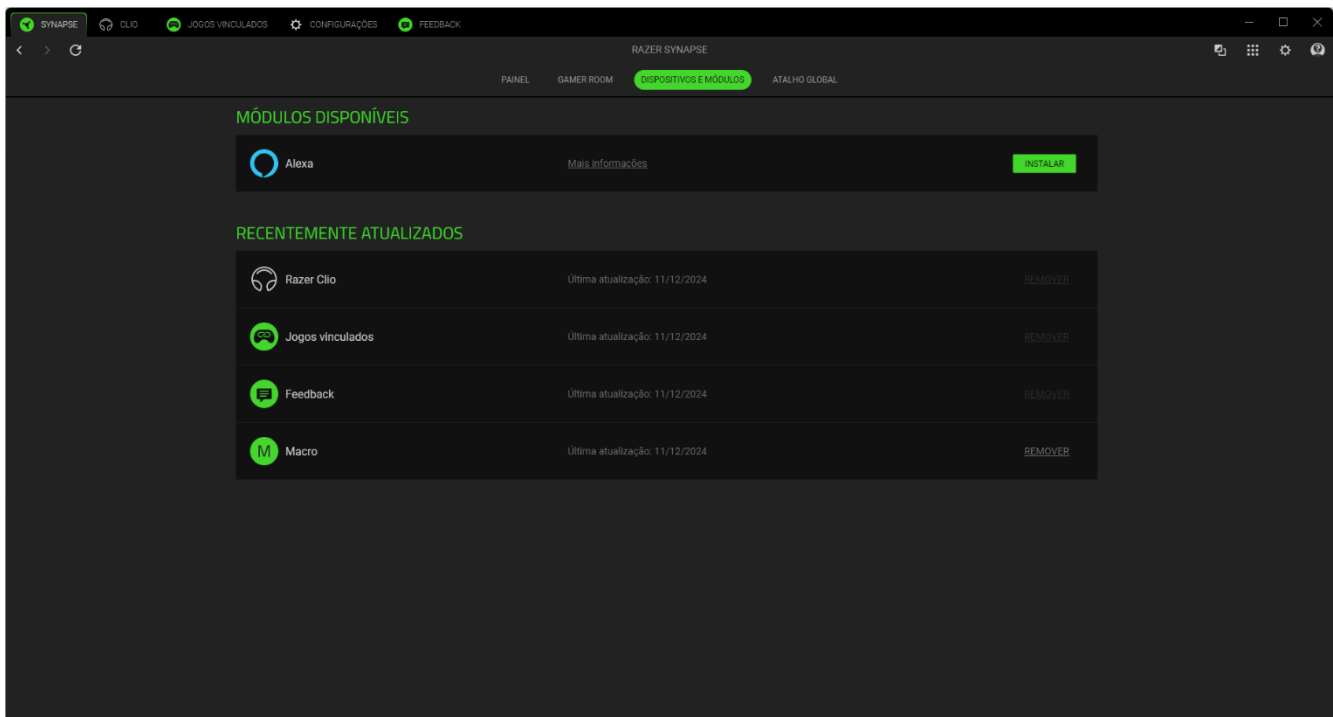 SYNAPSE CLIO JOGOS VINCULADOS CONFIGURAÇÕES FEEDBACK
RAZER SYNAPSE
PAINEL GAMER ROOM DISPOSITIVOS E MÓDULOS ATALHO GLOBAL
MÓDULOS DISPONÍVEIS
Alexa Mais informações INSTALAR
RECENTEMENTE ATUALIZADOS
Razer Clio Última atualização: 11/12/2024 REMOVER
Jogos vinculados Última atualização: 11/12/2024 REMOVER
Feedback Última atualização: 11/12/2024 REMOVER
M Macro Última atualização: 11/12/2024 REMOVER